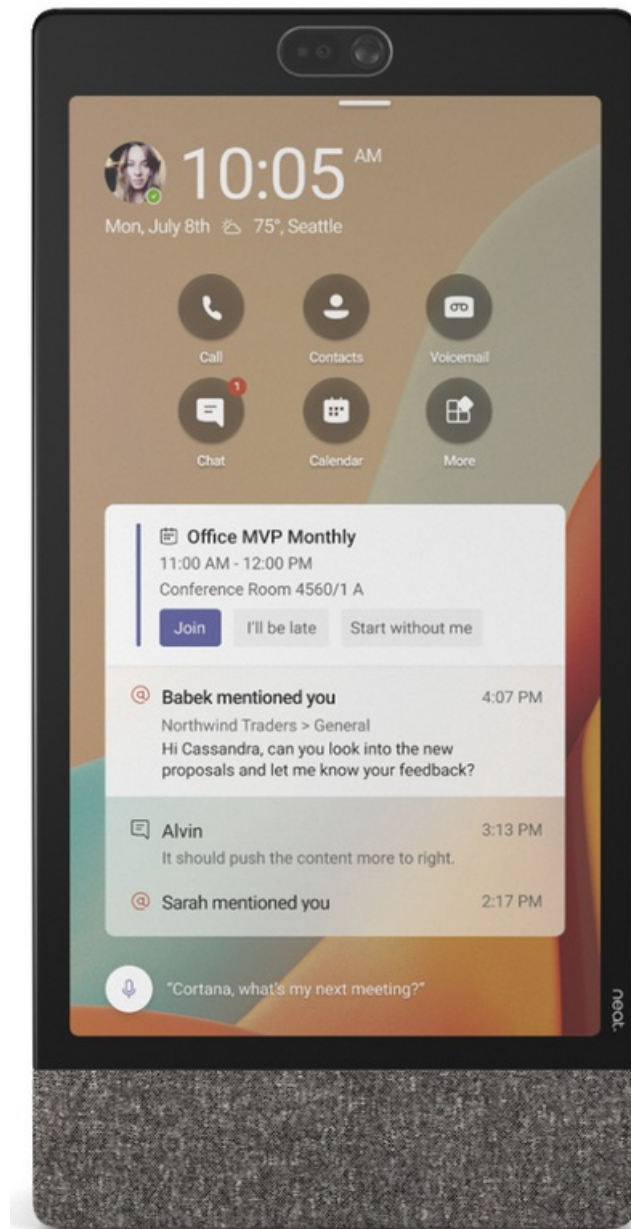 10:05 AM
Mon, July 8th 75°, Seattle
Call Contacts Voicemail
1
Chat Calendar More
Office MVP Monthly
11:00 AM - 12:00 PM
Conference Room 4560/1 A
Join I'll be late Start without me
@ Babek mentioned you 4:07 PM
Northwind Traders > General
Hi Cassandra, can you look into the new
proposals and let me know your feedback?
Alvin 3:13 PM
It should push the content more to right.
@ Sarah mentioned you 2:17 PM
"Cortana, what's my next meeting?"
neat.